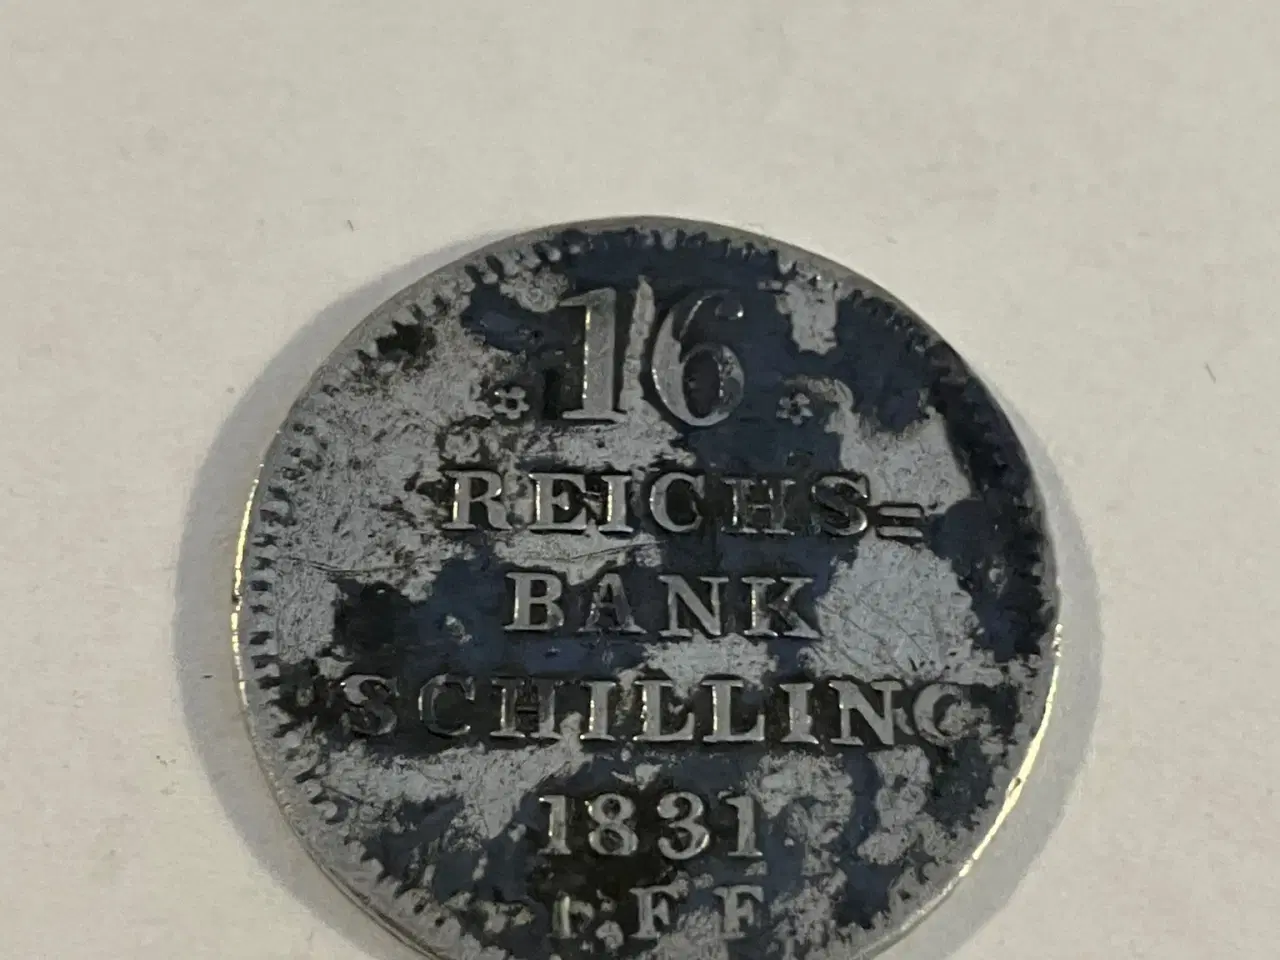 16
REICHS=
BANK
SCHILLING
1831
F F